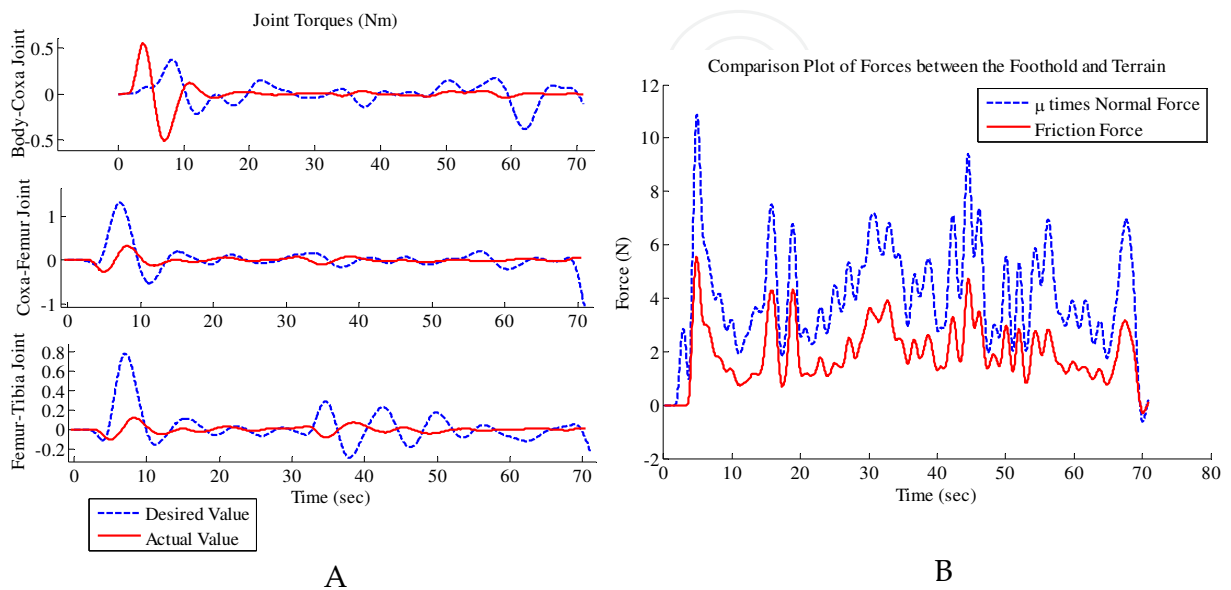 Joint Torques (Nm)
Body-Coxa Joint
0.5
0
-0.5
0 10 20 30 40 50 60 70
Coxa-Femur Joint
1
0
-1
0 10 20 30 40 50 60 70
Femur-Tibia Joint
0.8
0.6
0.4
0.2
0
-0.2
0 10 20 30 40 50 60 70
Time (sec)
Desired Value
Actual Value
A
Comparison Plot of Forces between the Foothold and Terrain
μ times Normal Force
Friction Force
Force (N)
12
10
8
6
4
2
0
-2
0 10 20 30 40 50 60 70 80
Time (sec)
B